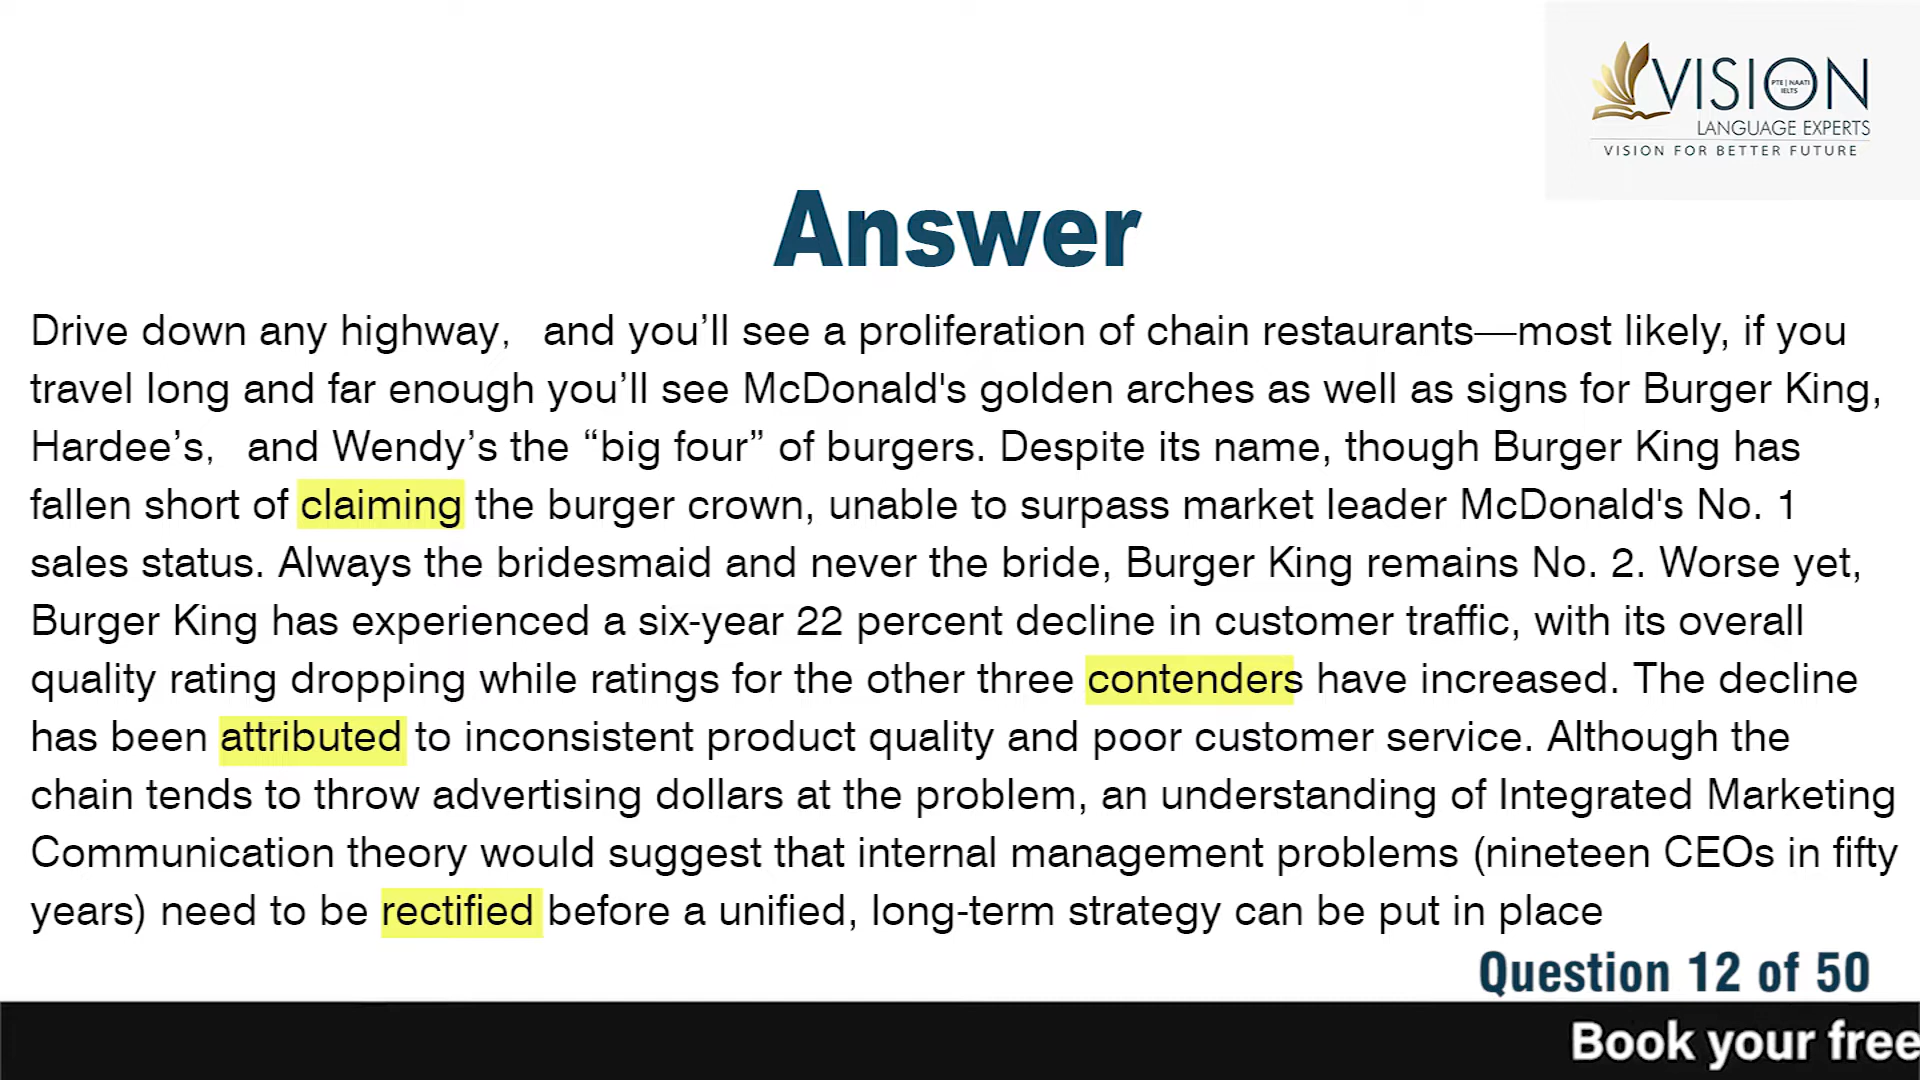 VISION
PTE | NAATI
IELTS
LANGUAGE EXPERTS
VISION FOR BETTER FUTURE
Answer
Drive down any highway, and you’ll see a proliferation of chain restaurants—most likely, if you
travel long and far enough you’ll see McDonald's golden arches as well as signs for Burger King,
Hardee’s, and Wendy’s the “big four” of burgers. Despite its name, though Burger King has
fallen short of claiming the burger crown, unable to surpass market leader McDonald's No. 1
sales status. Always the bridesmaid and never the bride, Burger King remains No. 2. Worse yet,
Burger King has experienced a six-year 22 percent decline in customer traffic, with its overall
quality rating dropping while ratings for the other three contenders have increased. The decline
has been attributed to inconsistent product quality and poor customer service. Although the
chain tends to throw advertising dollars at the problem, an understanding of Integrated Marketing
Communication theory would suggest that internal management problems (nineteen CEOs in fifty
years) need to be rectified before a unified, long-term strategy can be put in place
Question 12 of 50
Book your free